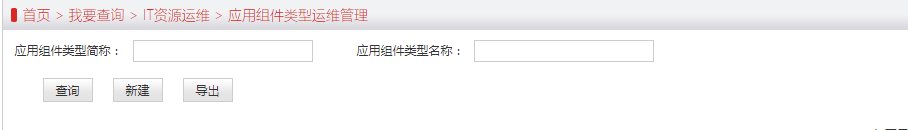 首页 > 我要查询 > IT资源运维 > 应用组件类型运维管理
应用组件类型简称： 应用组件类型名称：
查询 新建 导出